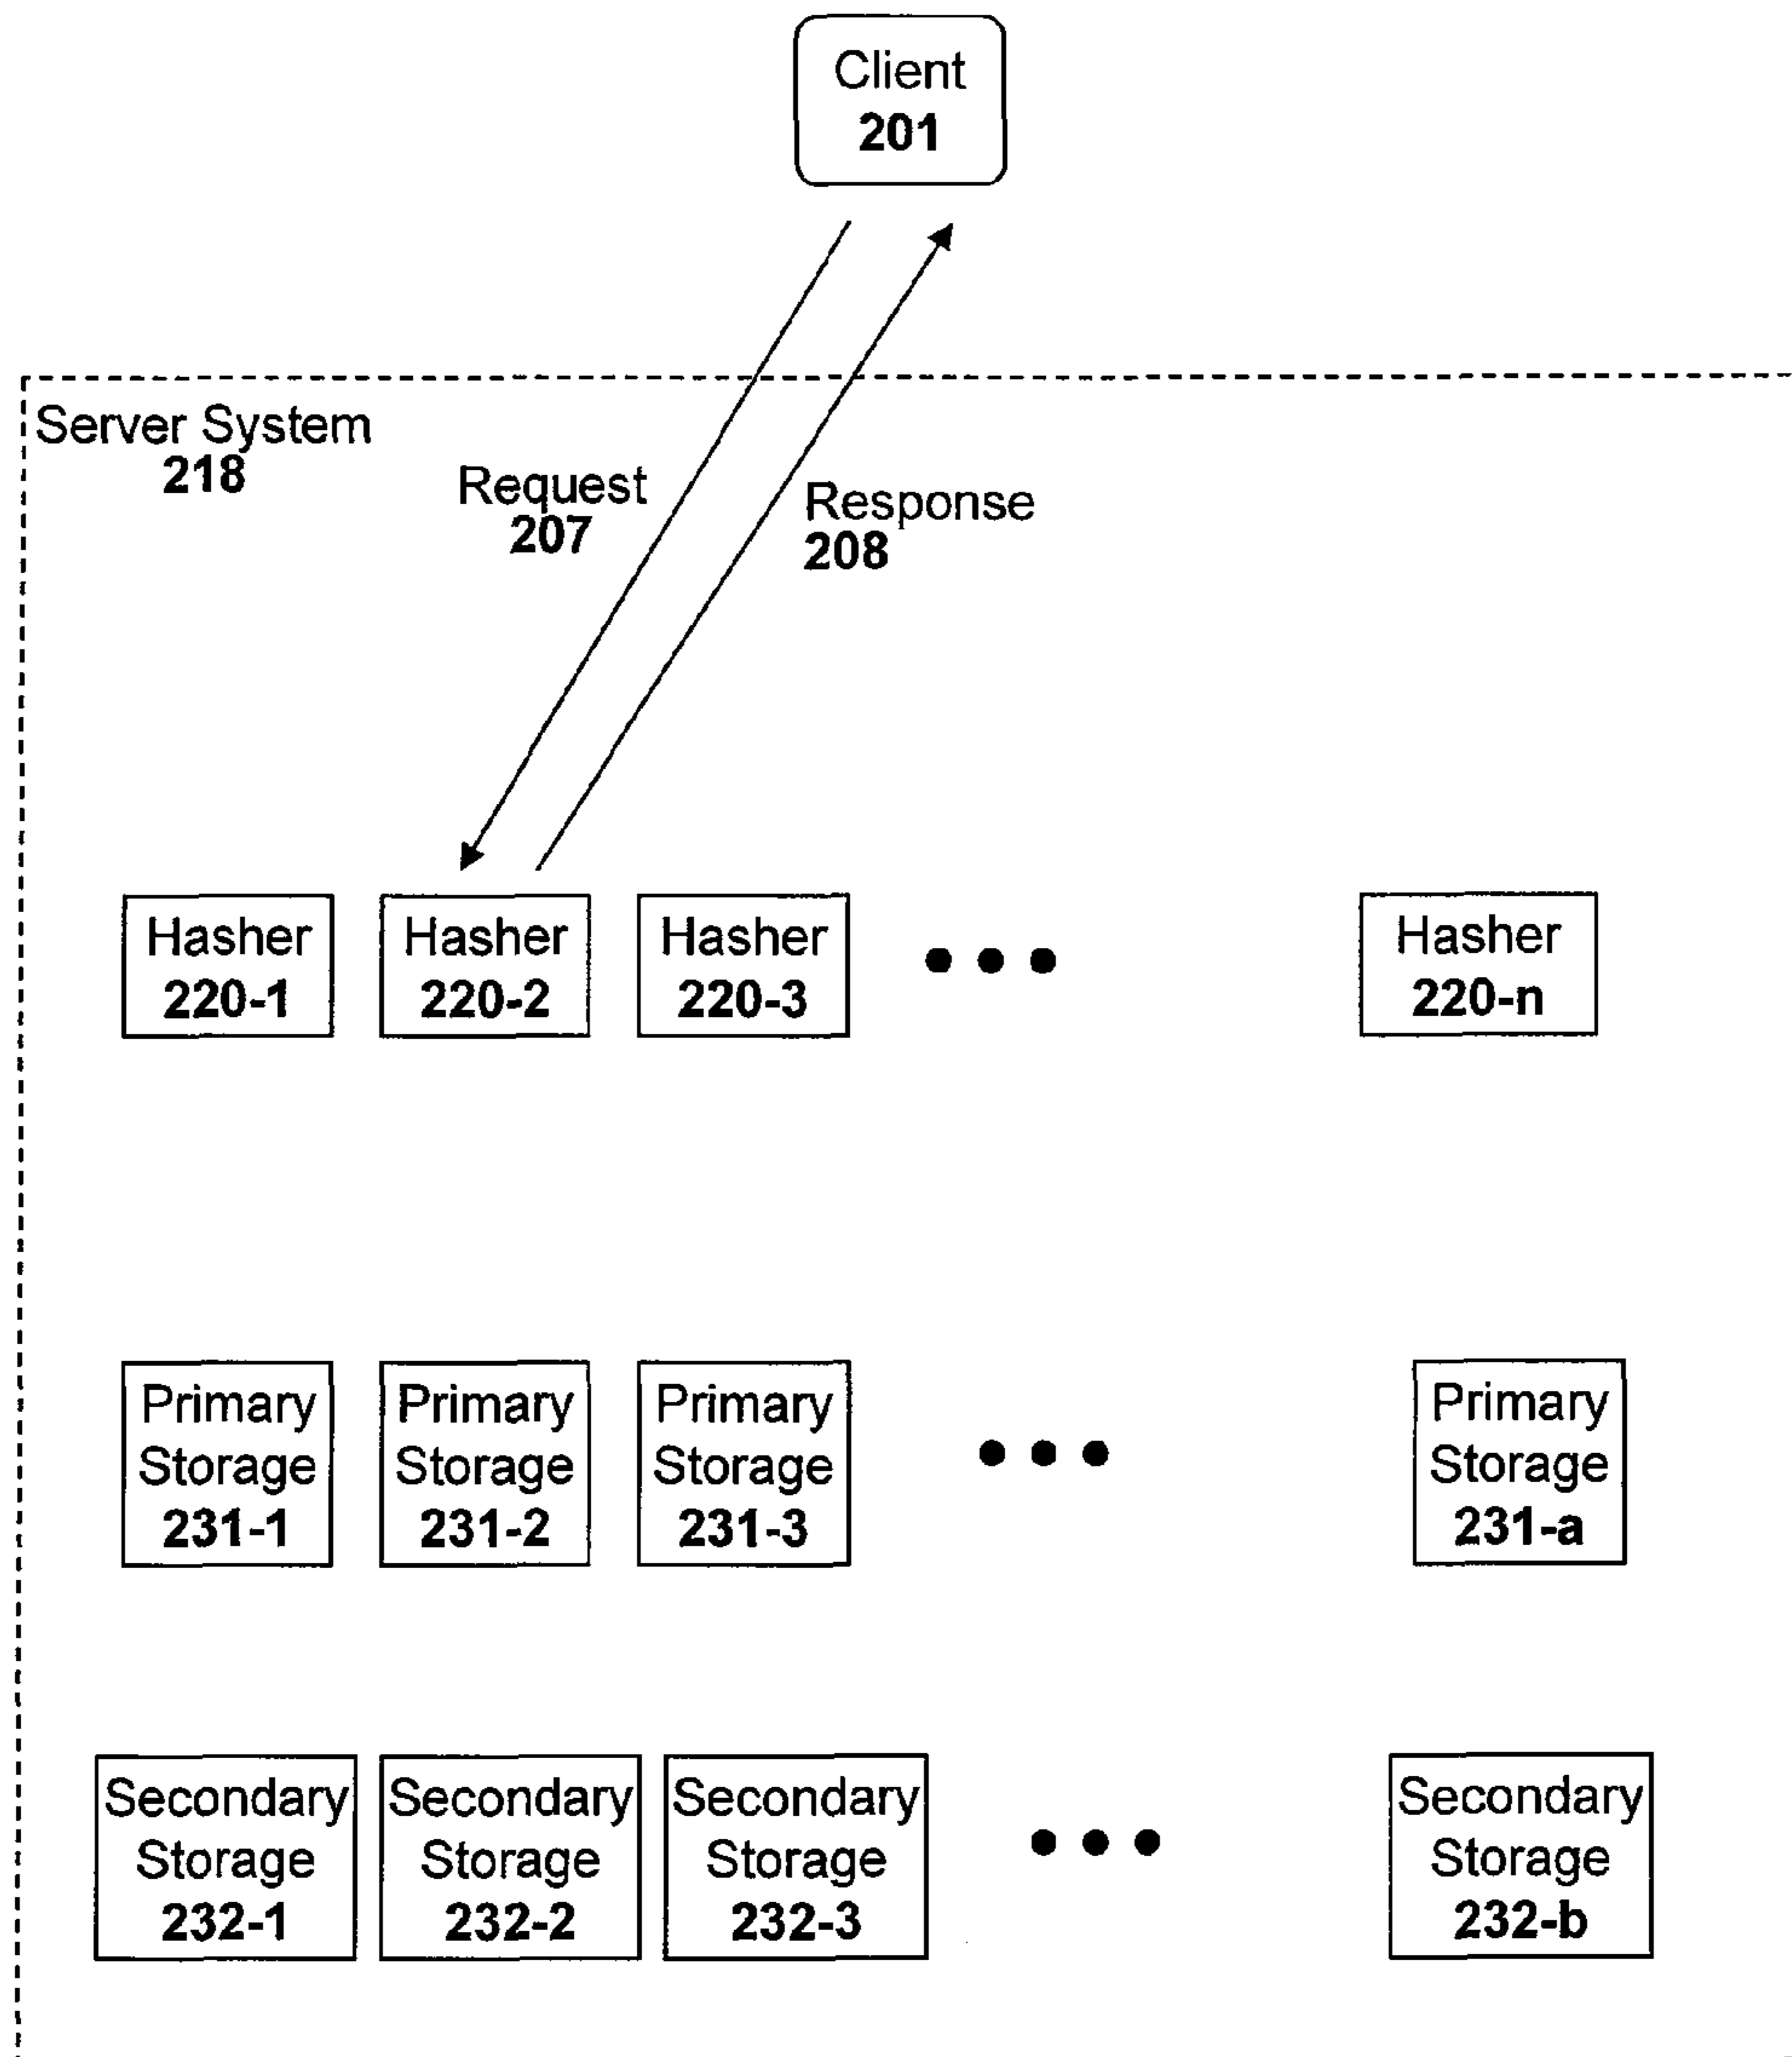 Client
201
Server System
218
Request
207
Response
208
Hasher
220-1
Hasher
220-2
Hasher
220-3
Hasher
220-n
Primary
Storage
231-1
Primary
Storage
231-2
Primary
Storage
231-3
Primary
Storage
231-a
Secondary
Storage
232-1
Secondary
Storage
232-2
Secondary
Storage
232-3
Secondary
Storage
232-b